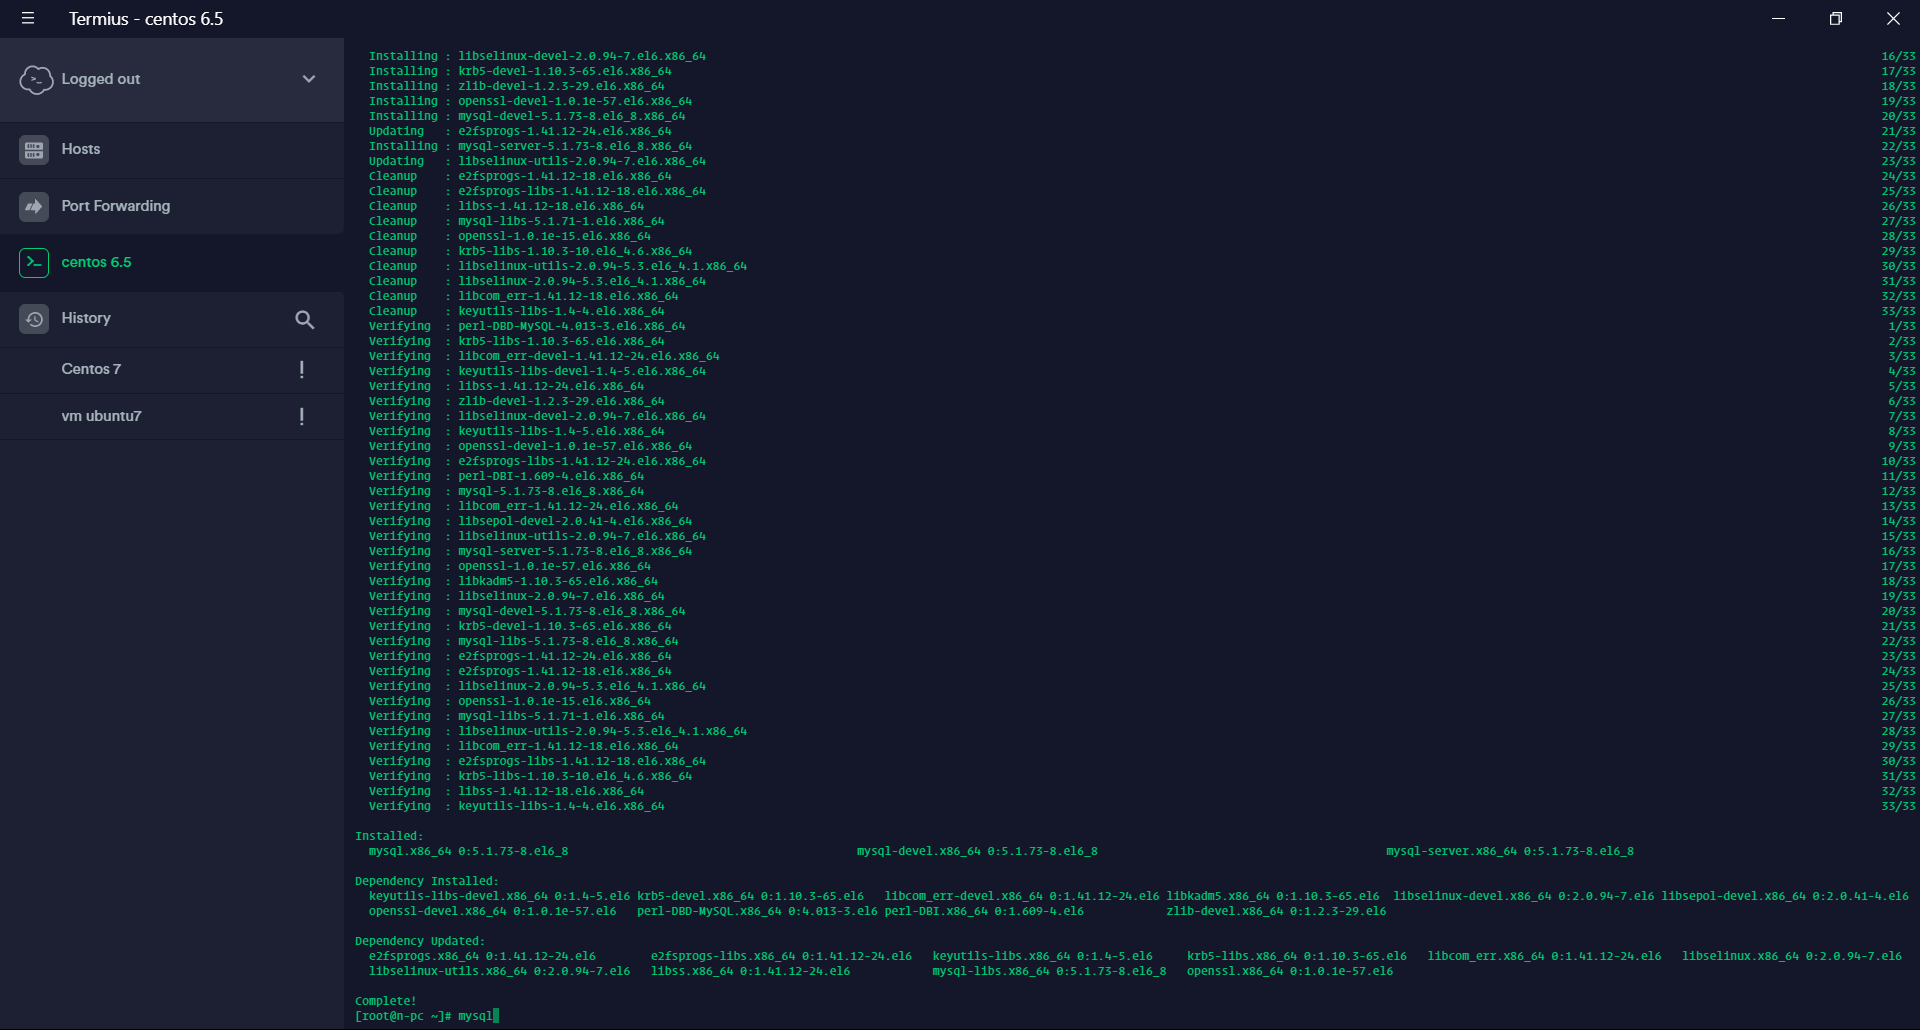 Termius - centos 6.5
Logged out
Hosts
Port Forwarding
centos 6.5
History
Centos 7
vm ubuntu7
Installing : libselinux-devel-2.0.94-7.el6.x86_64 16/33
Installing : krb5-devel-1.10.3-65.el6.x86_64 17/33
Installing : zlib-devel-1.2.3-29.el6.x86_64 18/33
Installing : openssl-devel-1.0.1e-57.el6.x86_64 19/33
Installing : mysql-devel-5.1.73-8.el6_8.x86_64 20/33
Updating : e2fsprogs-1.41.12-24.el6.x86_64 21/33
Installing : mysql-server-5.1.73-8.el6_8.x86_64 22/33
Updating : libselinux-utils-2.0.94-7.el6.x86_64 23/33
Cleanup : e2fsprogs-1.41.12-18.el6.x86_64 24/33
Cleanup : e2fsprogs-libs-1.41.12-18.el6.x86_64 25/33
Cleanup : libss-1.41.12-18.el6.x86_64 26/33
Cleanup : mysql-libs-5.1.71-1.el6.x86_64 27/33
Cleanup : openssl-1.0.1e-15.el6.x86_64 28/33
Cleanup : krb5-libs-1.10.3-10.el6_4.6.x86_64 29/33
Cleanup : libselinux-utils-2.0.94-5.3.el6_4.1.x86_64 30/33
Cleanup : libselinux-2.0.94-5.3.el6_4.1.x86_64 31/33
Cleanup : libcom_err-1.41.12-18.el6.x86_64 32/33
Cleanup : keyutils-libs-1.4-4.el6.x86_64 33/33
Verifying : perl-DBD-MySQL-4.013-3.el6.x86_64 1/33
Verifying : krb5-libs-1.10.3-65.el6.x86_64 2/33
Verifying : libcom_err-devel-1.41.12-24.el6.x86_64 3/33
Verifying : keyutils-libs-devel-1.4-5.el6.x86_64 4/33
Verifying : libss-1.41.12-24.el6.x86_64 5/33
Verifying : zlib-devel-1.2.3-29.el6.x86_64 6/33
Verifying : libselinux-devel-2.0.94-7.el6.x86_64 7/33
Verifying : keyutils-libs-1.4-5.el6.x86_64 8/33
Verifying : openssl-devel-1.0.1e-57.el6.x86_64 9/33
Verifying : e2fsprogs-libs-1.41.12-24.el6.x86_64 10/33
Verifying : perl-DBI-1.609-4.el6.x86_64 11/33
Verifying : mysql-5.1.73-8.el6_8.x86_64 12/33
Verifying : libcom_err-1.41.12-24.el6.x86_64 13/33
Verifying : libsepol-devel-2.0.41-4.el6.x86_64 14/33
Verifying : libselinux-utils-2.0.94-7.el6.x86_64 15/33
Verifying : mysql-server-5.1.73-8.el6_8.x86_64 16/33
Verifying : openssl-1.0.1e-57.el6.x86_64 17/33
Verifying : libkadm5-1.10.3-65.el6.x86_64 18/33
Verifying : libselinux-2.0.94-7.el6.x86_64 19/33
Verifying : mysql-devel-5.1.73-8.el6_8.x86_64 20/33
Verifying : krb5-devel-1.10.3-65.el6.x86_64 21/33
Verifying : mysql-libs-5.1.73-8.el6_8.x86_64 22/33
Verifying : e2fsprogs-1.41.12-24.el6.x86_64 23/33
Verifying : e2fsprogs-1.41.12-18.el6.x86_64 24/33
Verifying : libselinux-2.0.94-5.3.el6_4.1.x86_64 25/33
Verifying : openssl-1.0.1e-15.el6.x86_64 26/33
Verifying : mysql-libs-5.1.71-1.el6.x86_64 27/33
Verifying : libselinux-utils-2.0.94-5.3.el6_4.1.x86_64 28/33
Verifying : libcom_err-1.41.12-18.el6.x86_64 29/33
Verifying : e2fsprogs-libs-1.41.12-18.el6.x86_64 30/33
Verifying : krb5-libs-1.10.3-10.el6_4.6.x86_64 31/33
Verifying : libss-1.41.12-18.el6.x86_64 32/33
Verifying : keyutils-libs-1.4-4.el6.x86_64 33/33
Installed:
mysql.x86_64 0:5.1.73-8.el6_8 mysql-devel.x86_64 0:5.1.73-8.el6_8 mysql-server.x86_64 0:5.1.73-8.el6_8
Dependency Installed:
keyutils-libs-devel.x86_64 0:1.4-5.el6 krb5-devel.x86_64 0:1.10.3-65.el6 libcom_err-devel.x86_64 0:1.41.12-24.el6 libkadm5.x86_64 0:1.10.3-65.el6 libselinux-devel.x86_64 0:2.0.94-7.el6 libsepol-devel.x86_64 0:2.0.41-4.el6
openssl-devel.x86_64 0:1.0.1e-57.el6 perl-DBD-MySQL.x86_64 0:4.013-3.el6 perl-DBI.x86_64 0:1.609-4.el6 zlib-devel.x86_64 0:1.2.3-29.el6
Dependency Updated:
e2fsprogs.x86_64 0:1.41.12-24.el6 e2fsprogs-libs.x86_64 0:1.41.12-24.el6 keyutils-libs.x86_64 0:1.4-5.el6 krb5-libs.x86_64 0:1.10.3-65.el6 libcom_err.x86_64 0:1.41.12-24.el6 libselinux.x86_64 0:2.0.94-7.el6
libselinux-utils.x86_64 0:2.0.94-7.el6 libss.x86_64 0:1.41.12-24.el6 mysql-libs.x86_64 0:5.1.73-8.el6_8 openssl.x86_64 0:1.0.1e-57.el6
Complete!
[root@n-pc ~]# mysql